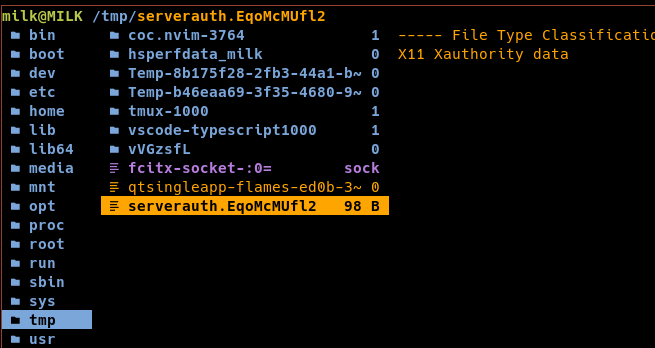 milk@MILK /tmp/serverauth.EqoMcMUfl2
bin coc.nvim-3764 1 ----- File Type Classificatio
boot hsperfdata_milk 0 X11 Xauthority data
dev Temp-8b175f28-2fb3-44a1-b~ 0
etc Temp-b46eaa69-3f35-4680-9~ 0
home tmux-1000 1
lib vscode-typescript1000 1
lib64 vVGzsfL 0
media fcitx-socket-:0= sock
mnt qtsingleapp-flames-ed0b-3~ 0
opt serverauth.EqoMcMUfl2 98 B
proc
root
run
sbin
sys
tmp
usr